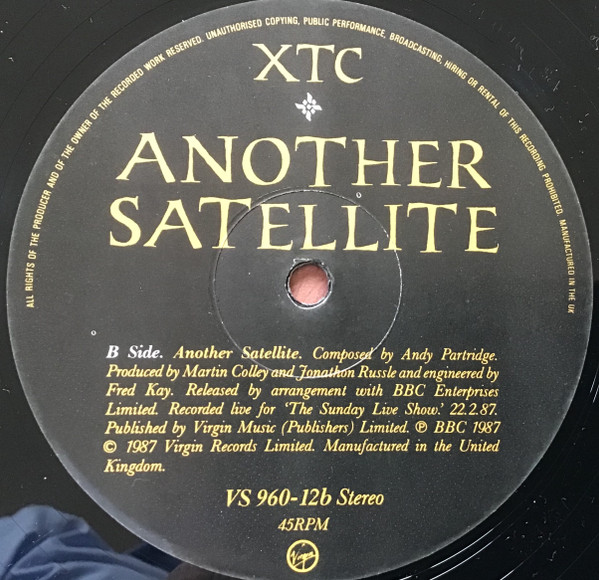 ALL RIGHTS OF THE PRODUCER AND OF THE OWNER OF THE RECORDED WORK RESERVED. UNAUTHORISED COPYING, PUBLIC PERFORMANCE, BROADCASTING, HIRING OR RENTAL OF THIS RECORDING PROHIBITED. MANUFACTURED IN THE UK
XTC
ANOTHER
SATELLITE
B Side. Another Satellite. Composed by Andy Partridge.
Produced by Martin Colley and Jonathon Russle and engineered by
Fred Kay. Released by arrangement with BBC Enterprises
Limited. Recorded live for 'The Sunday Live Show.' 22.2.87.
Published by Virgin Music (Publishers) Limited. ℗ BBC 1987
© 1987 Virgin Records Limited. Manufactured in the United
Kingdom.
VS 960-12b Stereo
45RPM
Virgin